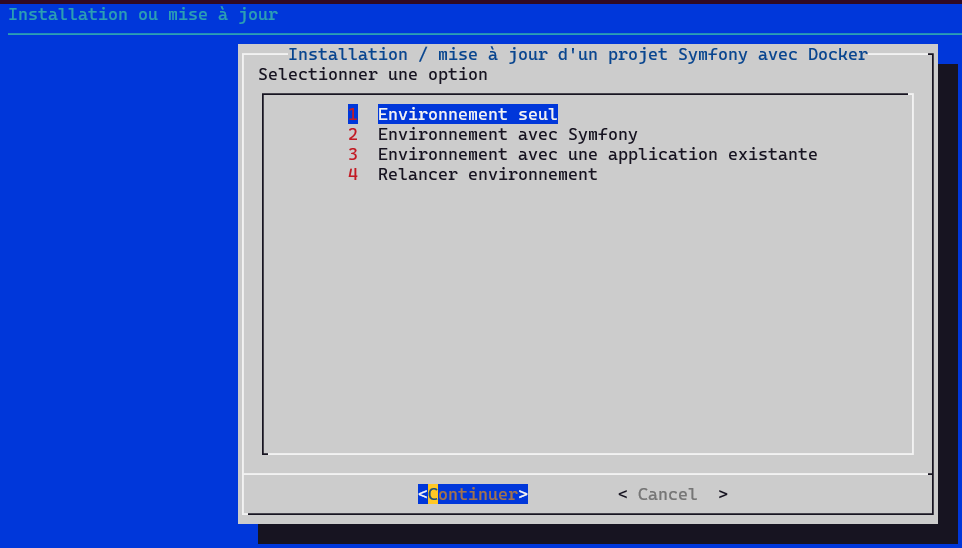 Installation ou mise à jour
Installation / mise à jour d'un projet Symfony avec Docker
Selectionner une option
1 Environnement seul
2 Environnement avec Symfony
3 Environnement avec une application existante
4 Relancer environnement
<Continuer> < Cancel >